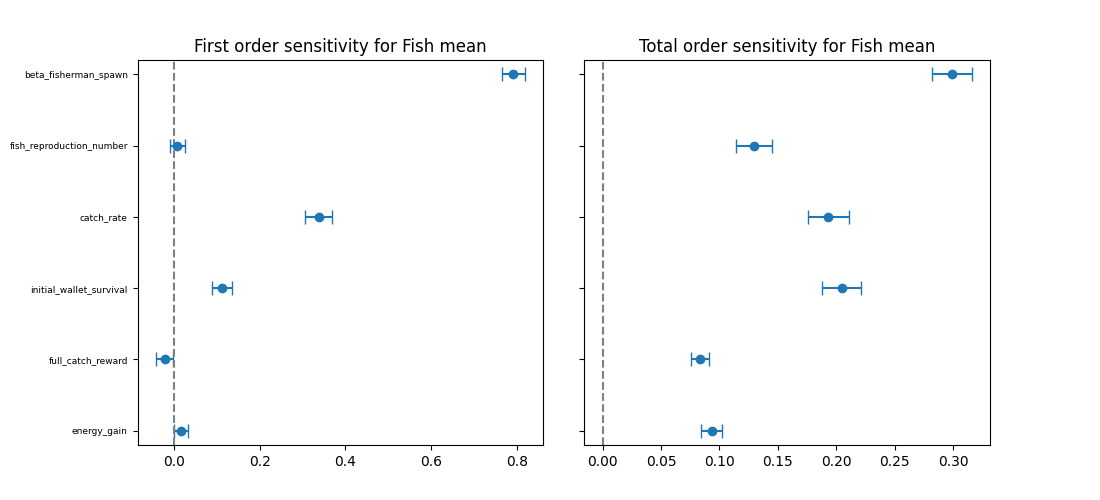 First order sensitivity for Fish mean
Total order sensitivity for Fish mean
beta_fisherman_spawn
fish_reproduction_number
catch_rate
initial_wallet_survival
full_catch_reward
energy_gain
0.0 0.2 0.4 0.6 0.8
0.00 0.05 0.10 0.15 0.20 0.25 0.30